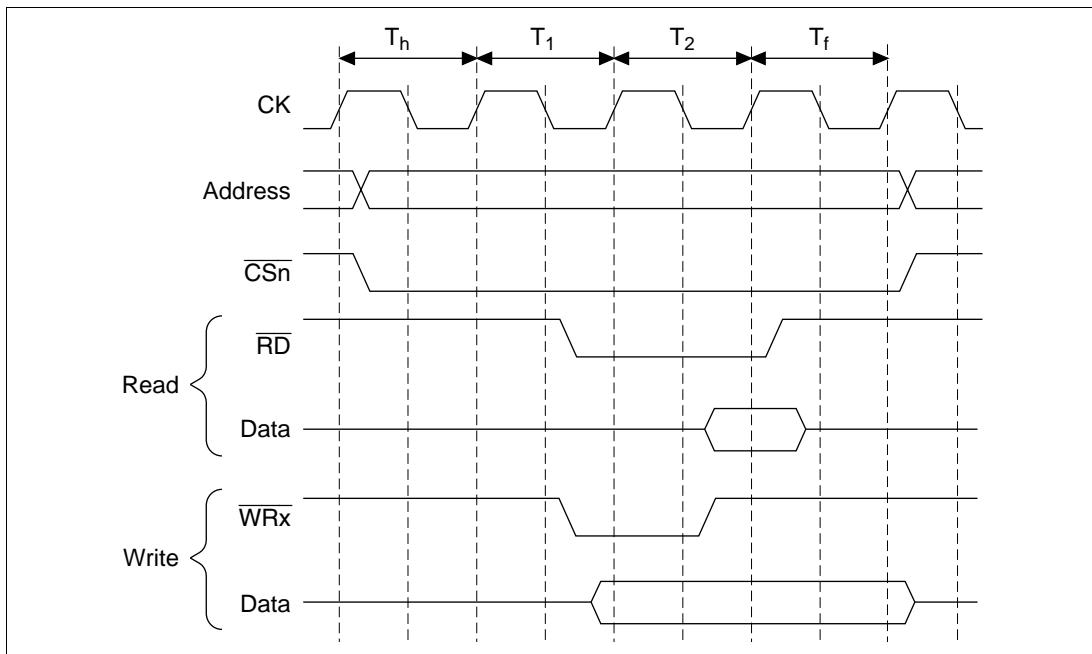 Th T1 T2 Tf
CK
Address
CSn
RD
Read
Data
WRx
Write
Data